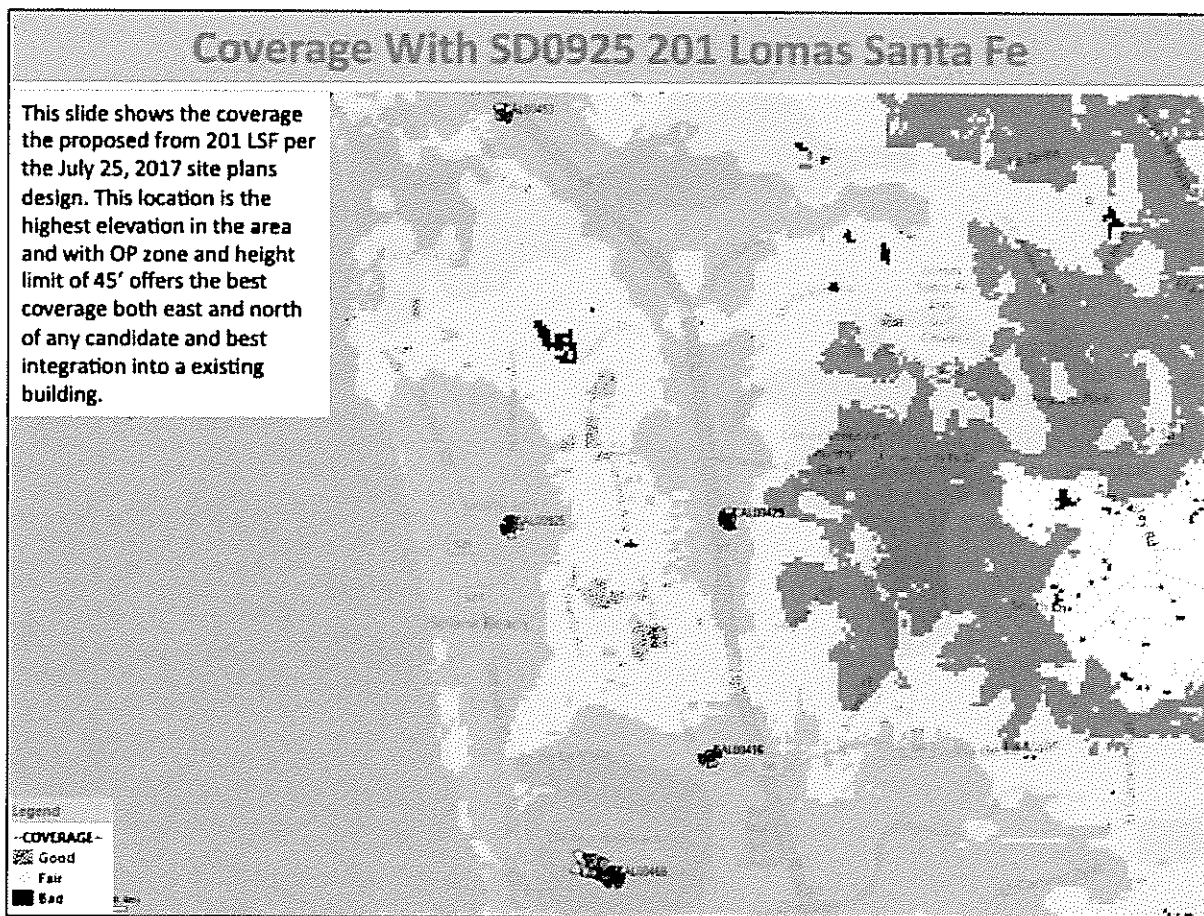 Coverage With SD0925 201 Lomas Santa Fe
This slide shows the coverage
the proposed from 201 LSF per
the July 25, 2017 site plans
design. This location is the
highest elevation in the area
and with OP zone and height
limit of 45' offers the best
coverage both east and north
of any candidate and best
integration into a existing
building.
CAL00925
CAL00429
CAL00416
Legend
--COVERAGE--
Good
Fair
Bad